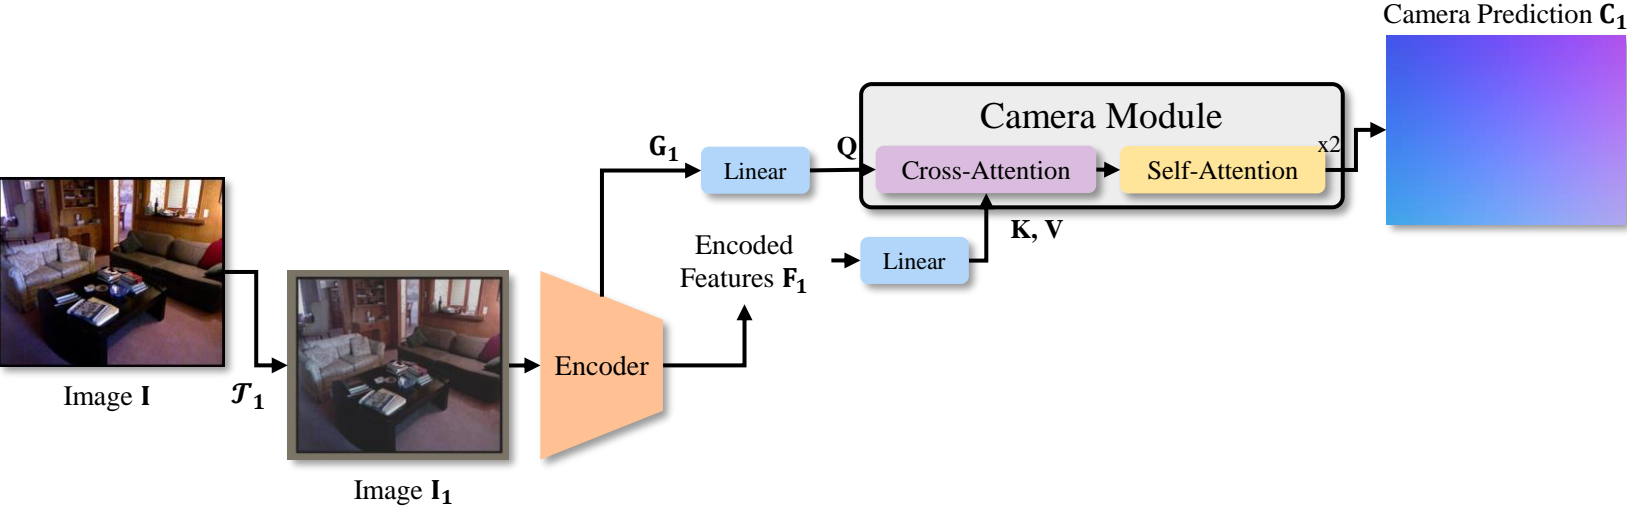 Camera Prediction C₁
Camera Module
G₁
Linear
Q
Cross-Attention
Self-Attention
x2
K, V
Encoded
Features F₁
Linear
Encoder
Image I
𝒯₁
Image I₁